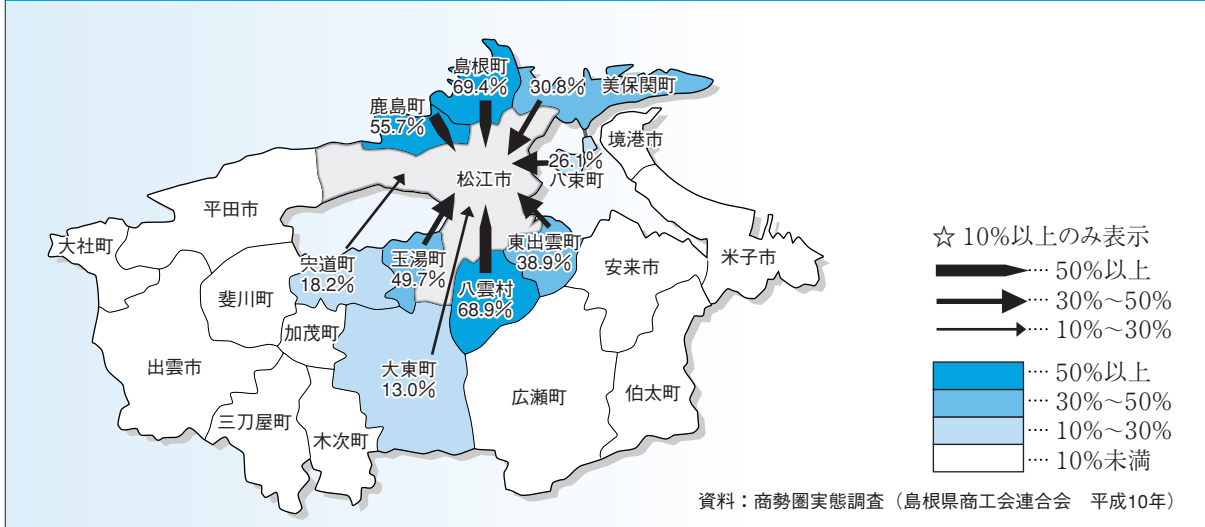 島根町
69.4%
30.8%
美保関町
鹿島町
55.7%
境港市
26.1%
八束町
松江市
平田市
大社町
東出雲町
38.9%
宍道町
18.2%
玉湯町
49.7%
安来市
米子市
斐川町
八雲村
68.9%
加茂町
大東町
13.0%
出雲市
広瀬町
伯太町
三刀屋町
木次町
☆ 10%以上のみ表示
···· 50%以上
···· 30%～50%
···· 10%～30%
···· 50%以上
···· 30%～50%
···· 10%～30%
···· 10%未満
資料：商勢圏実態調査（島根県商工会連合会　平成10年）